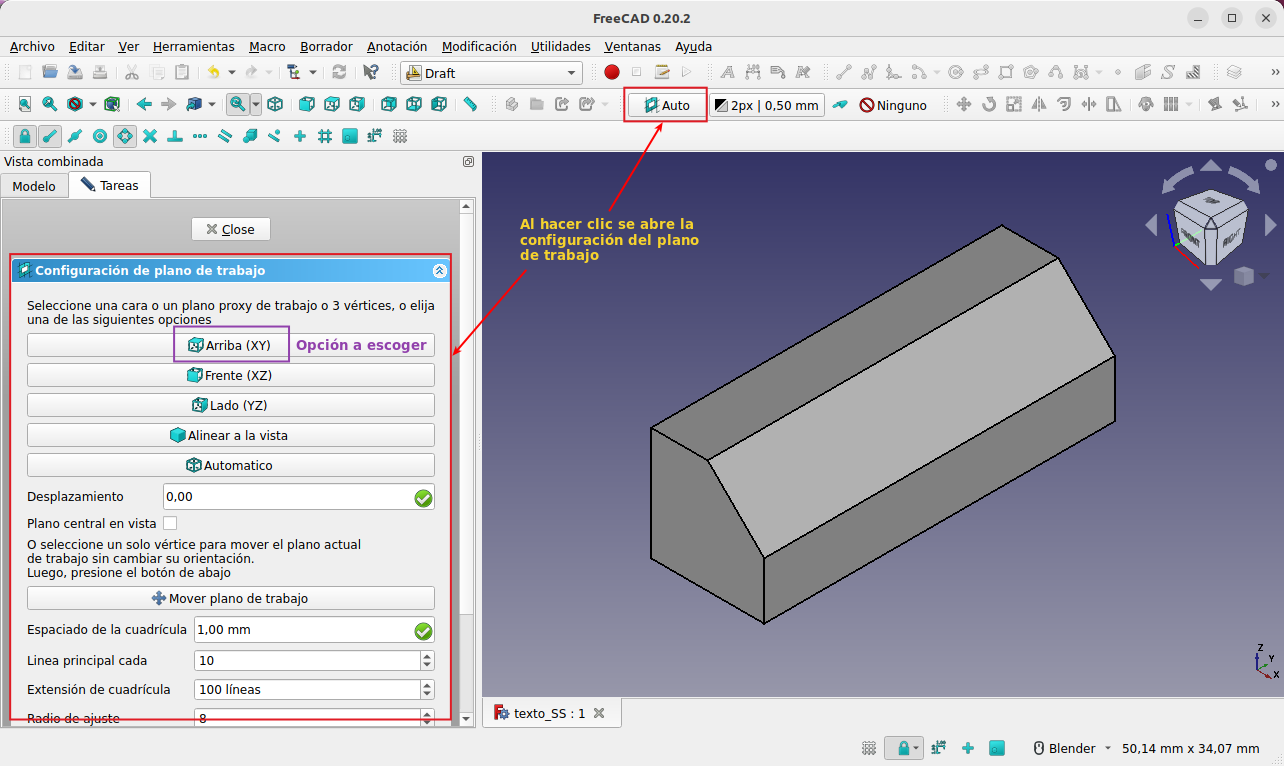 FreeCAD 0.20.2
Archivo Editar Ver Herramientas Macro Borrador Anotación Modificación Utilidades Ventanas Ayuda
Draft
Auto 2px | 0,50 mm Ninguno
Vista combinada
Modelo Tareas
Close
Configuración de plano de trabajo
Seleccione una cara o un plano proxy de trabajo o 3 vértices, o elija
una de las siguientes opciones
Arriba (XY) Opción a escoger
Frente (XZ)
Lado (YZ)
Alinear a la vista
Automatico
Desplazamiento 0,00
Plano central en vista
O seleccione un solo vértice para mover el plano actual
de trabajo sin cambiar su orientación.
Luego, presione el botón de abajo
Mover plano de trabajo
Espaciado de la cuadrícula 1,00 mm
Linea principal cada 10
Extensión de cuadrícula 100 líneas
Radio de ajuste 8
Al hacer clic se abre la
configuración del plano
de trabajo
FRONT RIGHT
Z
Y
X
texto_SS : 1
Blender 50,14 mm x 34,07 mm